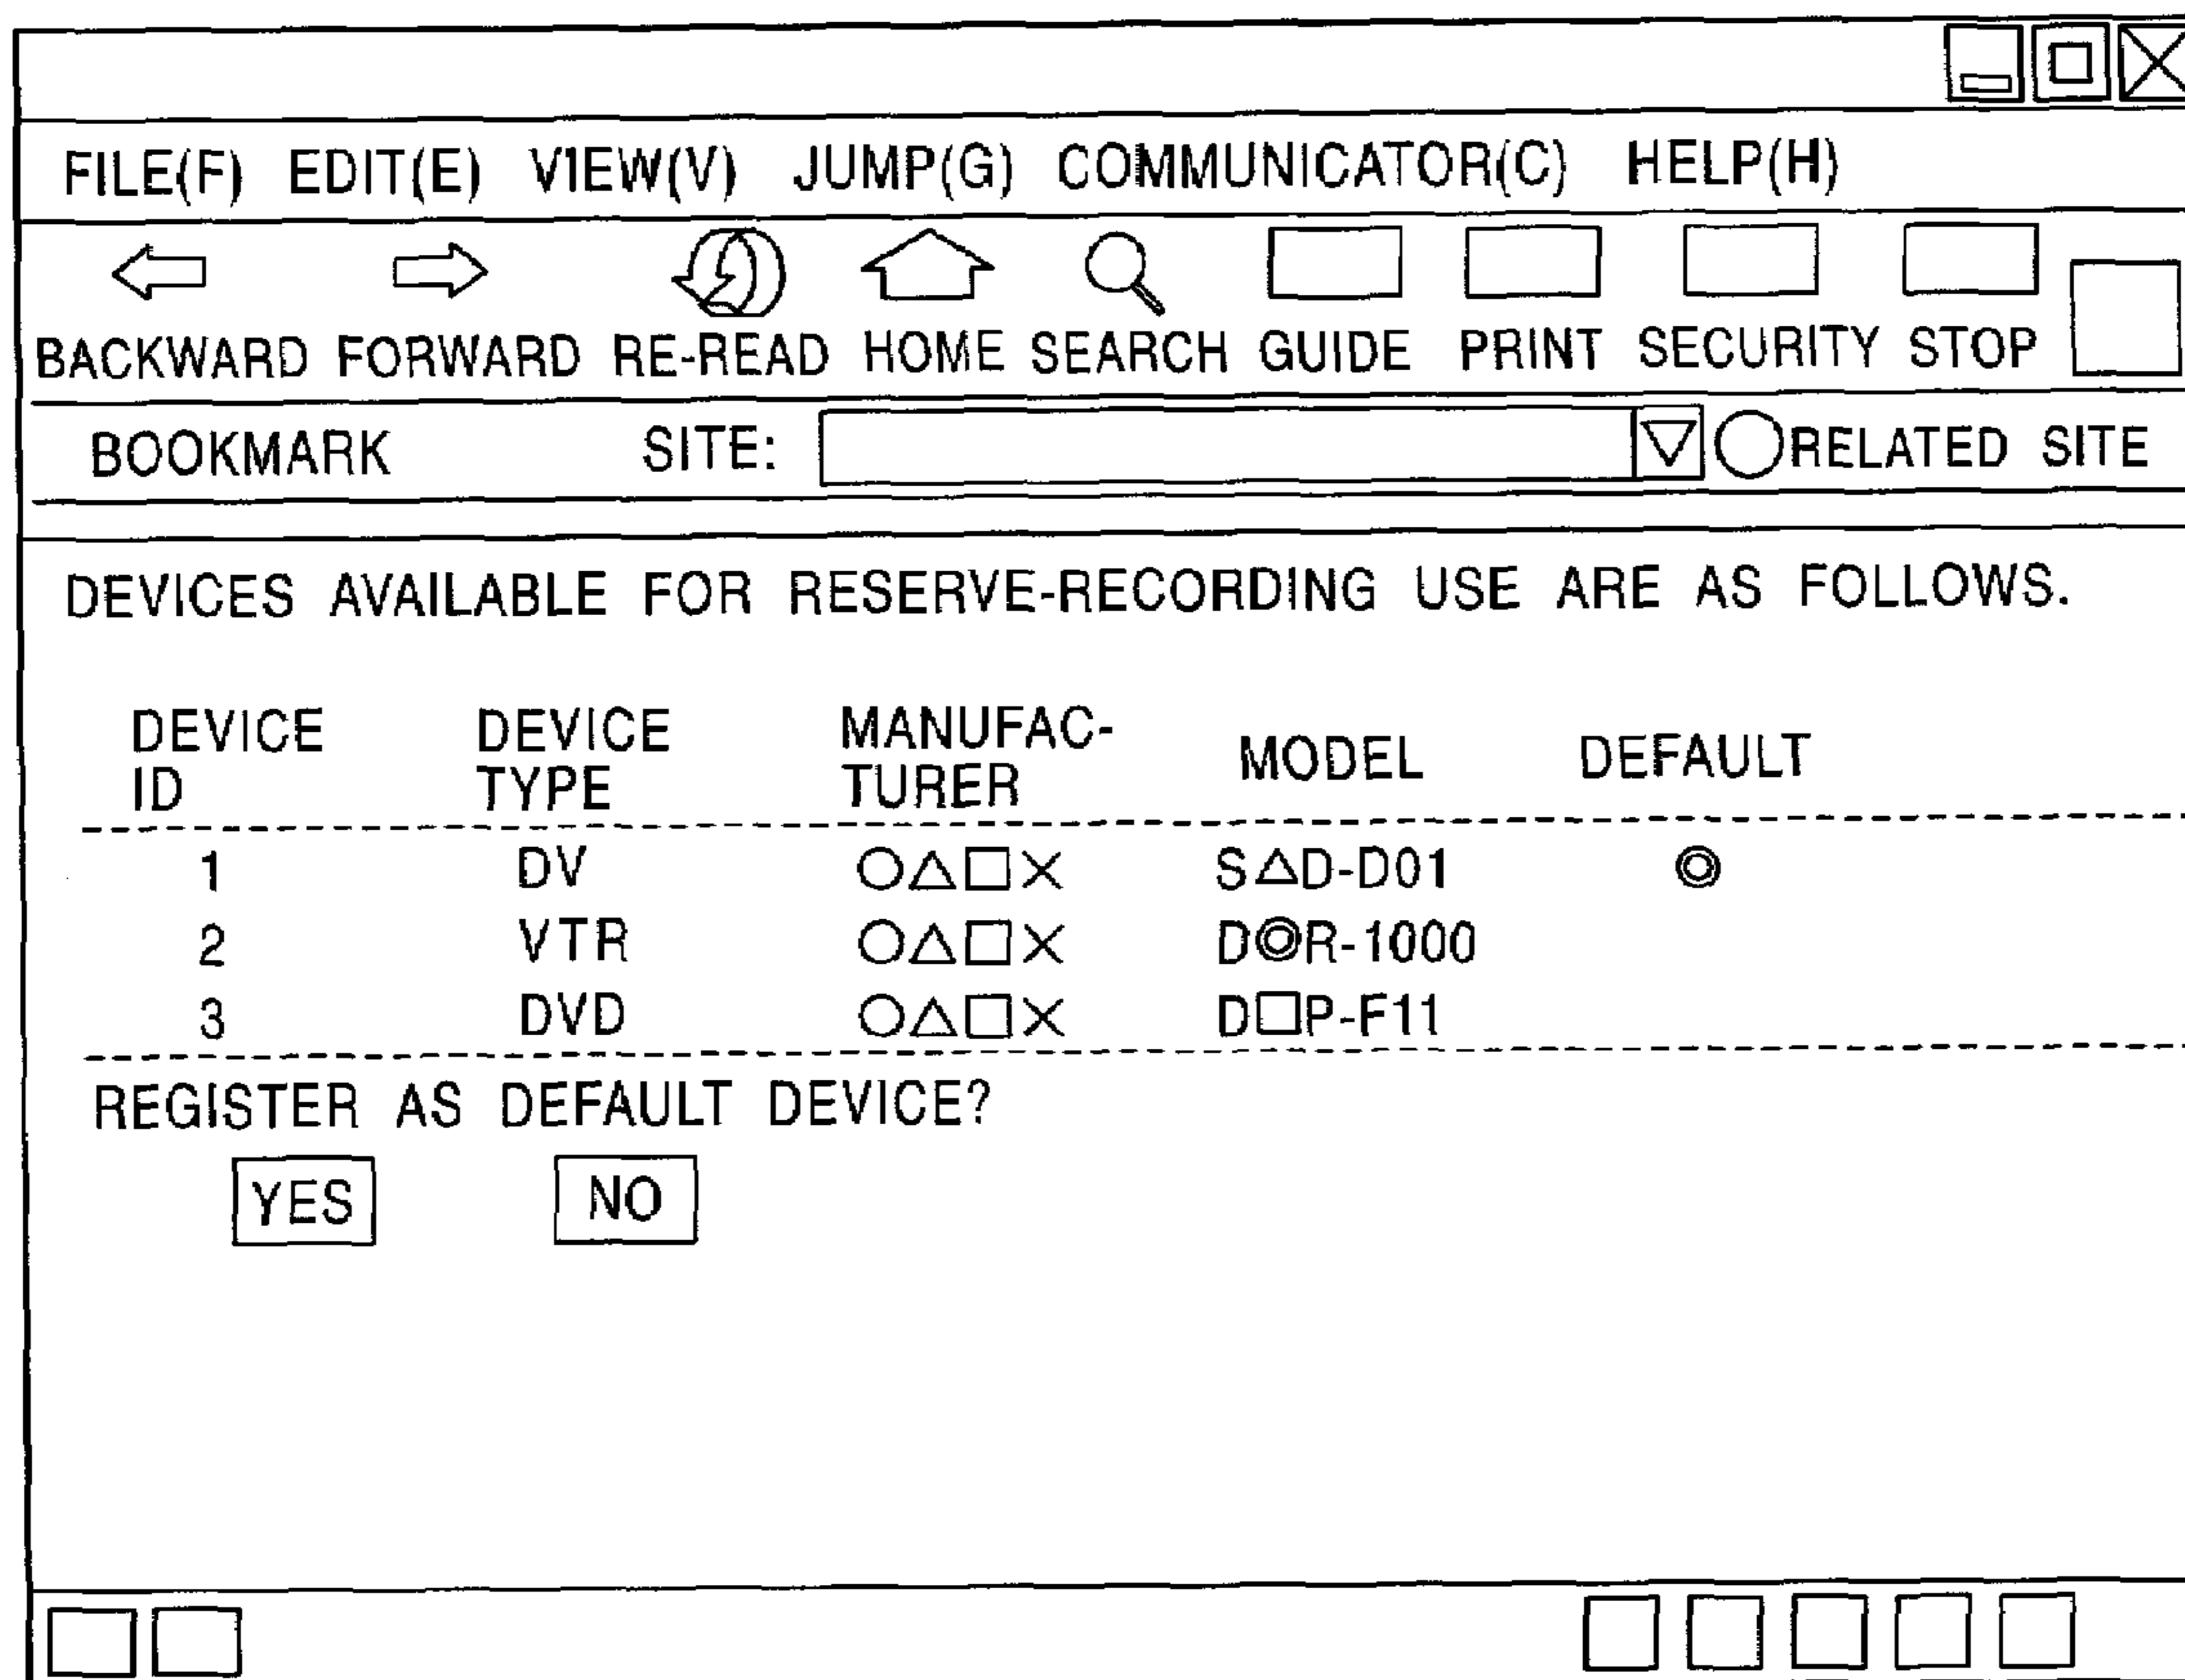 FILE(F) EDIT(E) VIEW(V) JUMP(G) COMMUNICATOR(C) HELP(H)
BACKWARD FORWARD RE-READ HOME SEARCH GUIDE PRINT SECURITY STOP
BOOKMARK SITE: RELATED SITE
DEVICES AVAILABLE FOR RESERVE-RECORDING USE ARE AS FOLLOWS.
DEVICE ID DEVICE TYPE MANUFAC-TURER MODEL DEFAULT
1 DV ○△□× S△D-D01 ◎
2 VTR ○△□× D◎R-1000
3 DVD ○△□× D□P-F11
REGISTER AS DEFAULT DEVICE?
YES NO